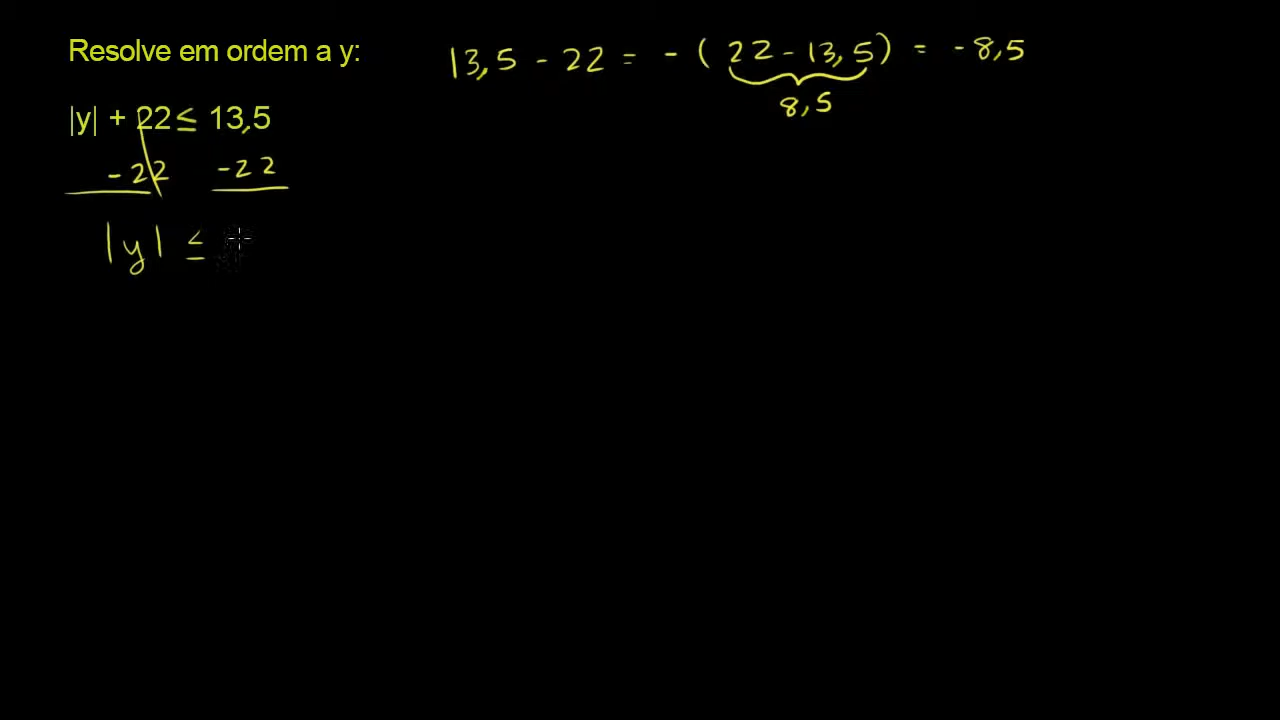 Resolve em ordem a y:
13,5 - 22 = - (22 - 13,5) = - 8,5
8,5
|y| + 22 ≤ 13,5
- 22 - 22
|y| ≤